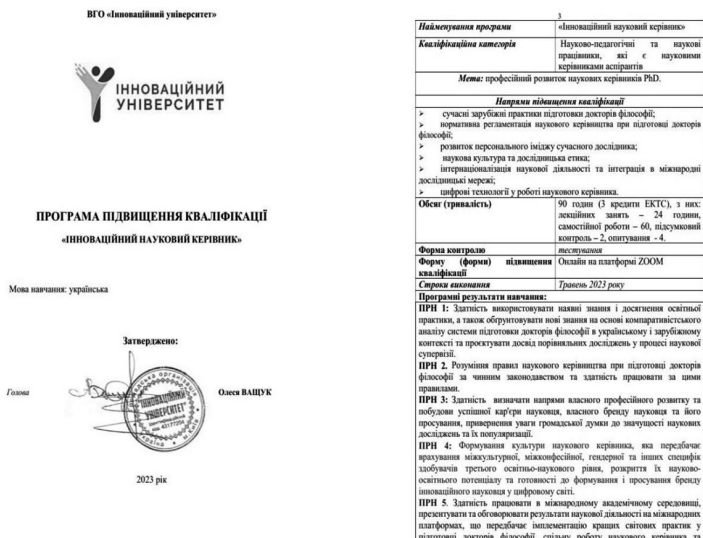 ВГО «Інноваційний університет»
ІННОВАЦІЙНИЙ
УНІВЕРСИТЕТ
ПРОГРАМА ПІДВИЩЕННЯ КВАЛІФІКАЦІЇ
«ІННОВАЦІЙНИЙ НАУКОВИЙ КЕРІВНИК»
Мова навчання: українська
Затверджено:
Голова
Олеся ВАЩУК
ІННОВАЦІЙНИЙ
УНІВЕРСИТЕТ
2023 рік
3
Найменування програми «Інноваційний науковий керівник»
Кваліфікаційна категорія Науково-педагогічні та наукові
працівники, які є науковими
керівниками аспірантів
Мета: професійний розвиток наукових керівників PhD.
Напрями підвищення кваліфікації
➢ сучасні зарубіжні практики підготовки докторів філософії;
➢ нормативна регламентація наукового керівництва при підготовці докторів
філософії;
➢ розвиток персонального іміджу сучасного дослідника;
➢ наукова культура та дослідницька етика;
➢ інтернаціоналізація наукової діяльності та інтеграція в міжнародні
дослідницькі мережі;
➢ цифрові технології у роботі наукового керівника.
Обсяг (тривалість) 90 годин (3 кредити ЕКТС), з них:
лекційних занять – 24 години,
самостійної роботи – 60, підсумковий
контроль – 2, опитування - 4.
Форма контролю тестування
Форму (форми) підвищення Онлайн на платформі ZOOM
кваліфікації
Строки виконання Травень 2023 року
Програмні результати навчання:
ПРН 1: Здатність використовувати наявні знання і досягнення освітньої
практики, а також обґрунтовувати нові знання на основі компаративістського
аналізу системи підготовки докторів філософії в українському і зарубіжному
контексті та проєктувати досвід порівняльних досліджень у процесі наукової
супервізії.
ПРН 2. Розуміння правил наукового керівництва при підготовці докторів
філософії за чинним законодавством та здатність працювати за цими
правилами.
ПРН 3: Здатність визначати напрями власного професійного розвитку та
побудови успішної кар'єри науковця, власного бренду науковця та його
просування, привернення уваги громадської думки до значущості наукових
досліджень та їх популяризації.
ПРН 4: Формування культури наукового керівника, яка передбачає
врахування міжкультурної, міжконфесійної, гендерної та інших специфік
здобувачів третього освітньо-наукового рівня, розкриття їх науково-
освітнього потенціалу та готовності до формування і просування бренду
інноваційного науковця у цифровому світі.
ПРН 5. Здатність працювати в міжнародному академічному середовищі,
презентувати та обговорювати результати наукової діяльності на міжнародних
платформах, що передбачає імплементацію кращих світових практик у
підготовці докторів філософії, спільну роботу наукового керівника та